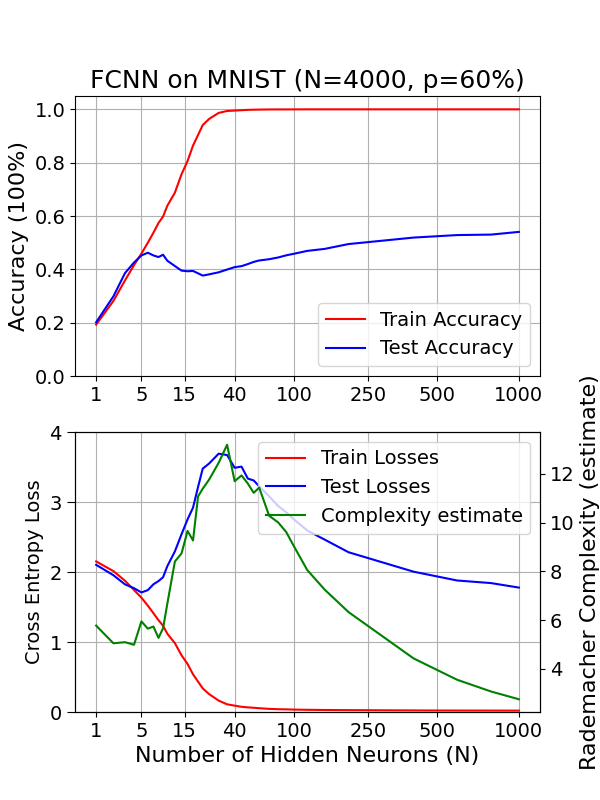 FCNN on MNIST (N=4000, p=60%)
Accuracy (100%)
1.0
0.8
0.6
0.4
0.2
0.0
Train Accuracy
Test Accuracy
1 5 15 40 100 250 500 1000
Cross Entropy Loss
4
3
2
1
0
Train Losses
Test Losses
Complexity estimate
12
10
8
6
4
Rademacher Complexity (estimate)
1 5 15 40 100 250 500 1000
Number of Hidden Neurons (N)